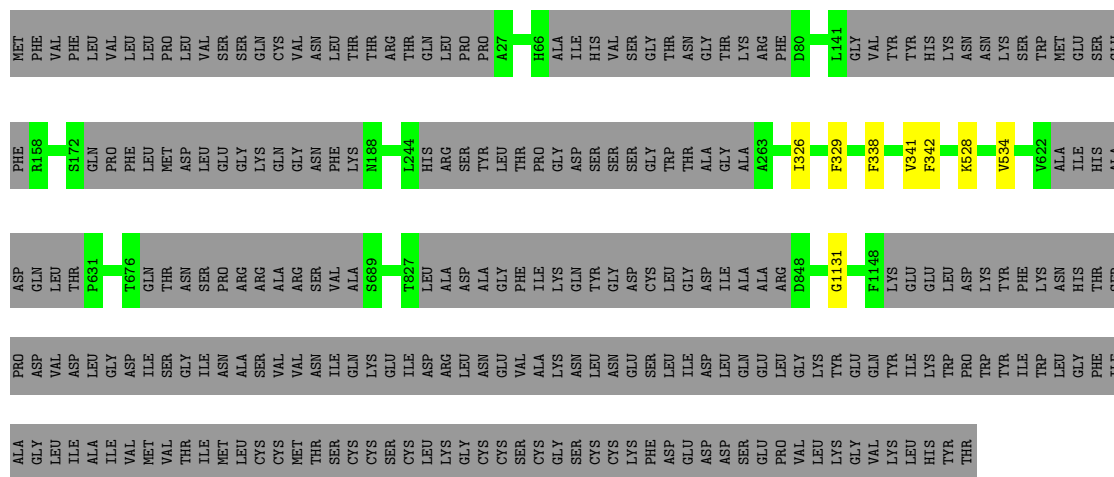 MET PHE VAL PHE LEU VAL LEU LEU PRO LEU VAL SER SER GLN CYS VAL ASN LEU THR THR ARG THR GLN LEU PRO PRO A27 H66 ALA ILE HIS VAL SER GLY THR ASN GLY THR LYS ARG PHE D80 L141 GLY VAL TYR TYR HIS LYS ASN ASN LYS SER TRP MET GLU SER
PHE R158 S172 GLN PRO PHE LEU MET ASP LEU GLU GLY LYS GLN GLY ASN PHE LYS N188 L244 HIS ARG SER TYR LEU THR PRO GLY ASP SER SER SER GLY TRP THR ALA GLY ALA A263 I326 F329 F338 V341 F342 K528 V534 V622 ALA ILE HIS
ASP GLN LEU THR P631 T676 GLN THR ASN SER PRO ARG ARG ALA ARG SER VAL ALA S689 T827 LEU ALA ASP ALA GLY PHE ILE LYS GLN TYR GLY ASP CYS LEU GLY ASP ILE ALA ALA ARG D848 G1131 F1148 LYS GLU GLU LEU ASP LYS TYR PHE LYS ASN HIS THR
PRO ASP VAL ASP LEU GLY ASP ILE SER GLY ILE ASN ALA SER VAL VAL ASN ILE GLN LYS GLU ILE ASP ARG LEU ASN GLU VAL ALA LYS ASN LEU ASN GLU SER LEU ILE ASP LEU GLN GLU LEU GLY LYS TYR GLU GLN TYR ILE LYS TRP PRO TRP TYR ILE TRP LEU GLY PHE
ALA GLY LEU ILE ALA ILE VAL MET VAL THR ILE MET LEU CYS CYS MET THR SER CYS CYS SER CYS LEU LYS GLY CYS CYS SER CYS GLY SER CYS CYS LYS PHE ASP GLU ASP ASP SER GLU PRO VAL LEU LYS GLY VAL LYS LEU HIS TYR THR